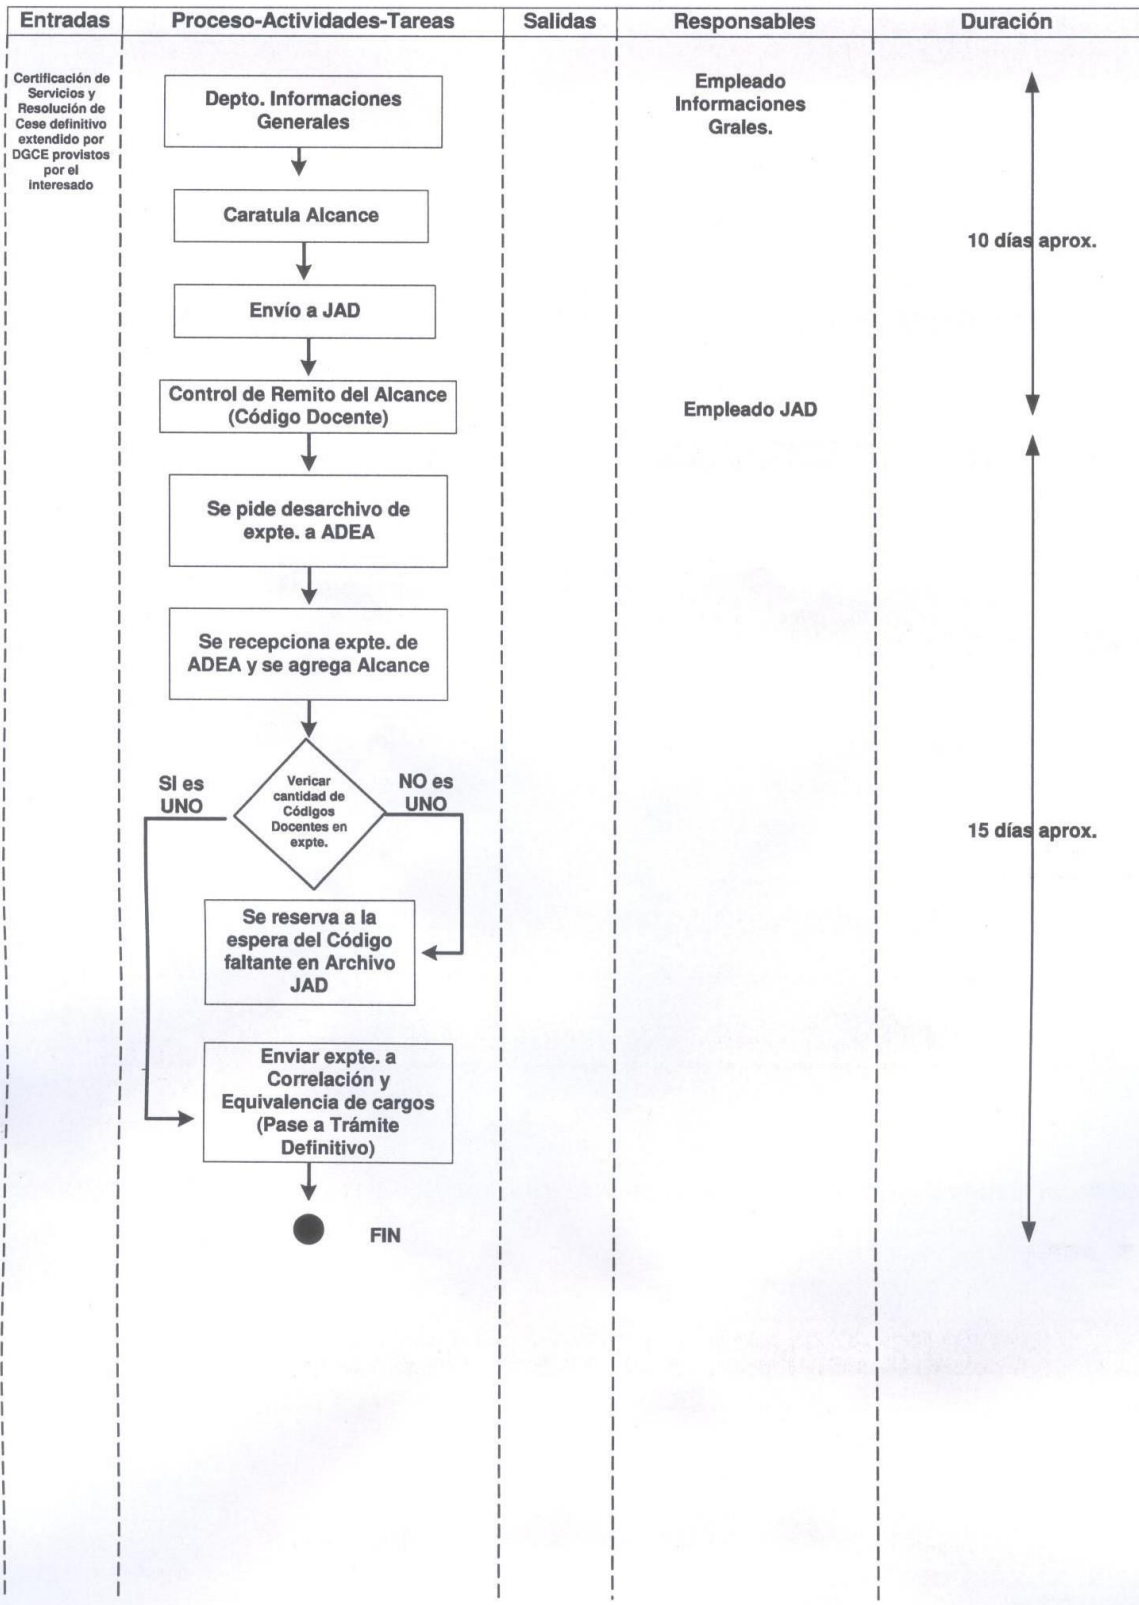 Entradas
Proceso-Actividades-Tareas
Salidas
Responsables
Duración
Certificación de
Servicios y
Resolución de
Cese definitivo
extendido por
DGCE provistos
por el
interesado
Depto. Informaciones
Generales
Empleado
Informaciones
Grales.
Caratula Alcance
10 días aprox.
Envío a JAD
Control de Remito del Alcance
(Código Docente)
Empleado JAD
Se pide desarchivo de
expte. a ADEA
Se recepciona expte. de
ADEA y se agrega Alcance
SI es
UNO
Vericar
cantidad de
Códigos
Docentes en
expte.
NO es
UNO
15 días aprox.
Se reserva a la
espera del Código
faltante en Archivo
JAD
Enviar expte. a
Correlación y
Equivalencia de cargos
(Pase a Trámite
Definitivo)
FIN